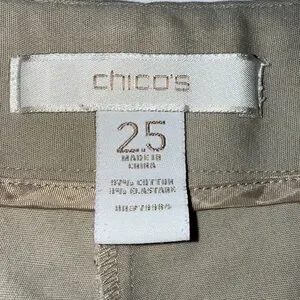 chico's
2.5
MADE IN
CHINA
97% COTTON
3% ELASTANE